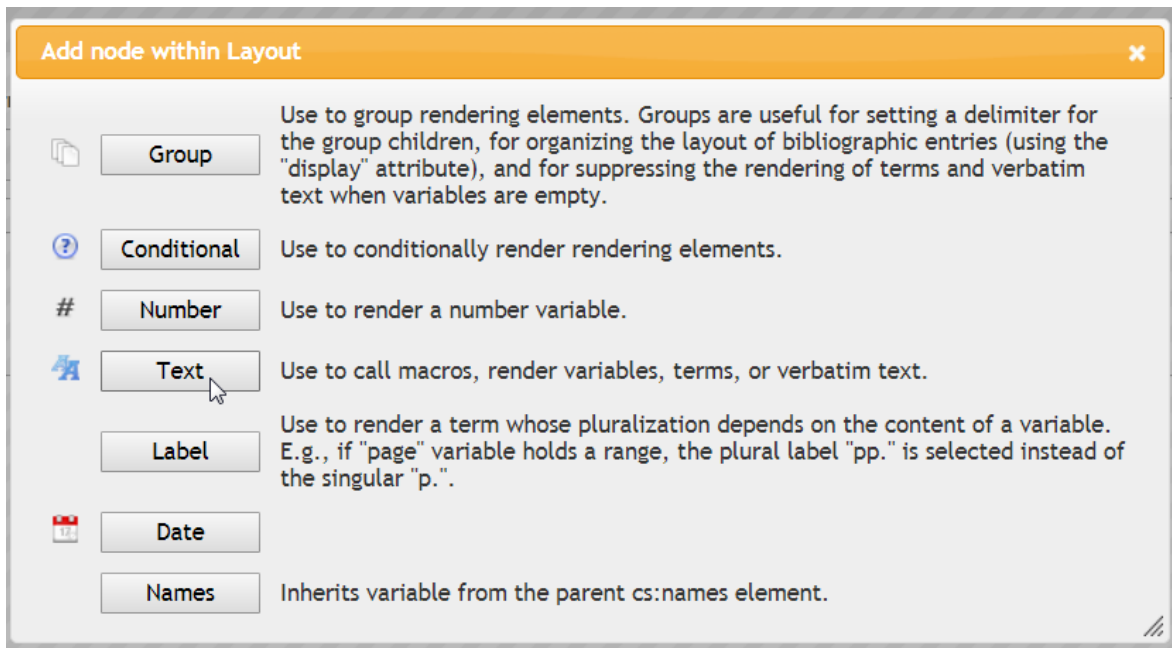 Add node within Layout
Use to group rendering elements. Groups are useful for setting a delimiter for
the group children, for organizing the layout of bibliographic entries (using the
"display" attribute), and for suppressing the rendering of terms and verbatim
text when variables are empty.
Group
Conditional
Use to conditionally render rendering elements.
#
Number
Use to render a number variable.
Text
Use to call macros, render variables, terms, or verbatim text.
Label
Use to render a term whose pluralization depends on the content of a variable.
E.g., if "page" variable holds a range, the plural label "pp." is selected instead of
the singular "p.".
Date
Names
Inherits variable from the parent cs:names element.